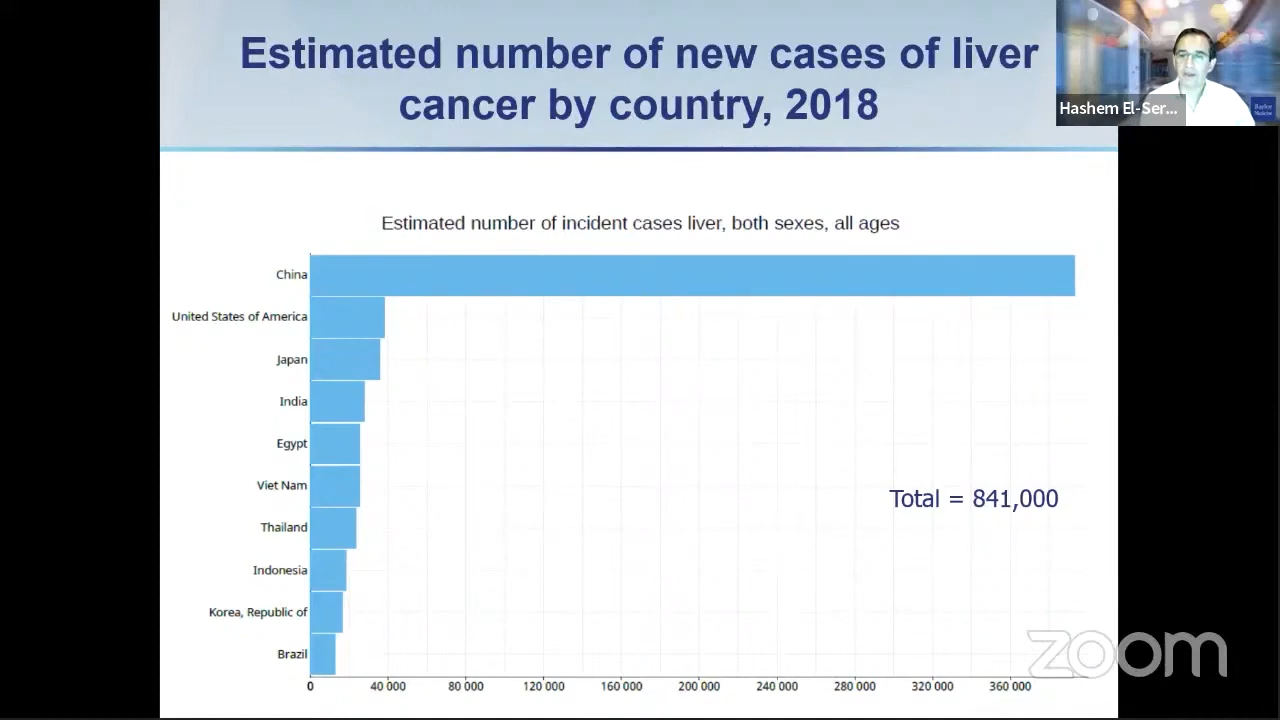 Estimated number of new cases of liver
cancer by country, 2018
Hashem El-Ser...
Estimated number of incident cases liver, both sexes, all ages
China
United States of America
Japan
India
Egypt
Viet Nam
Total = 841,000
Thailand
Indonesia
Korea, Republic of
Brazil
0 40 000 80 000 120 000 160 000 200 000 240 000 280 000 320 000 360 000
zoom